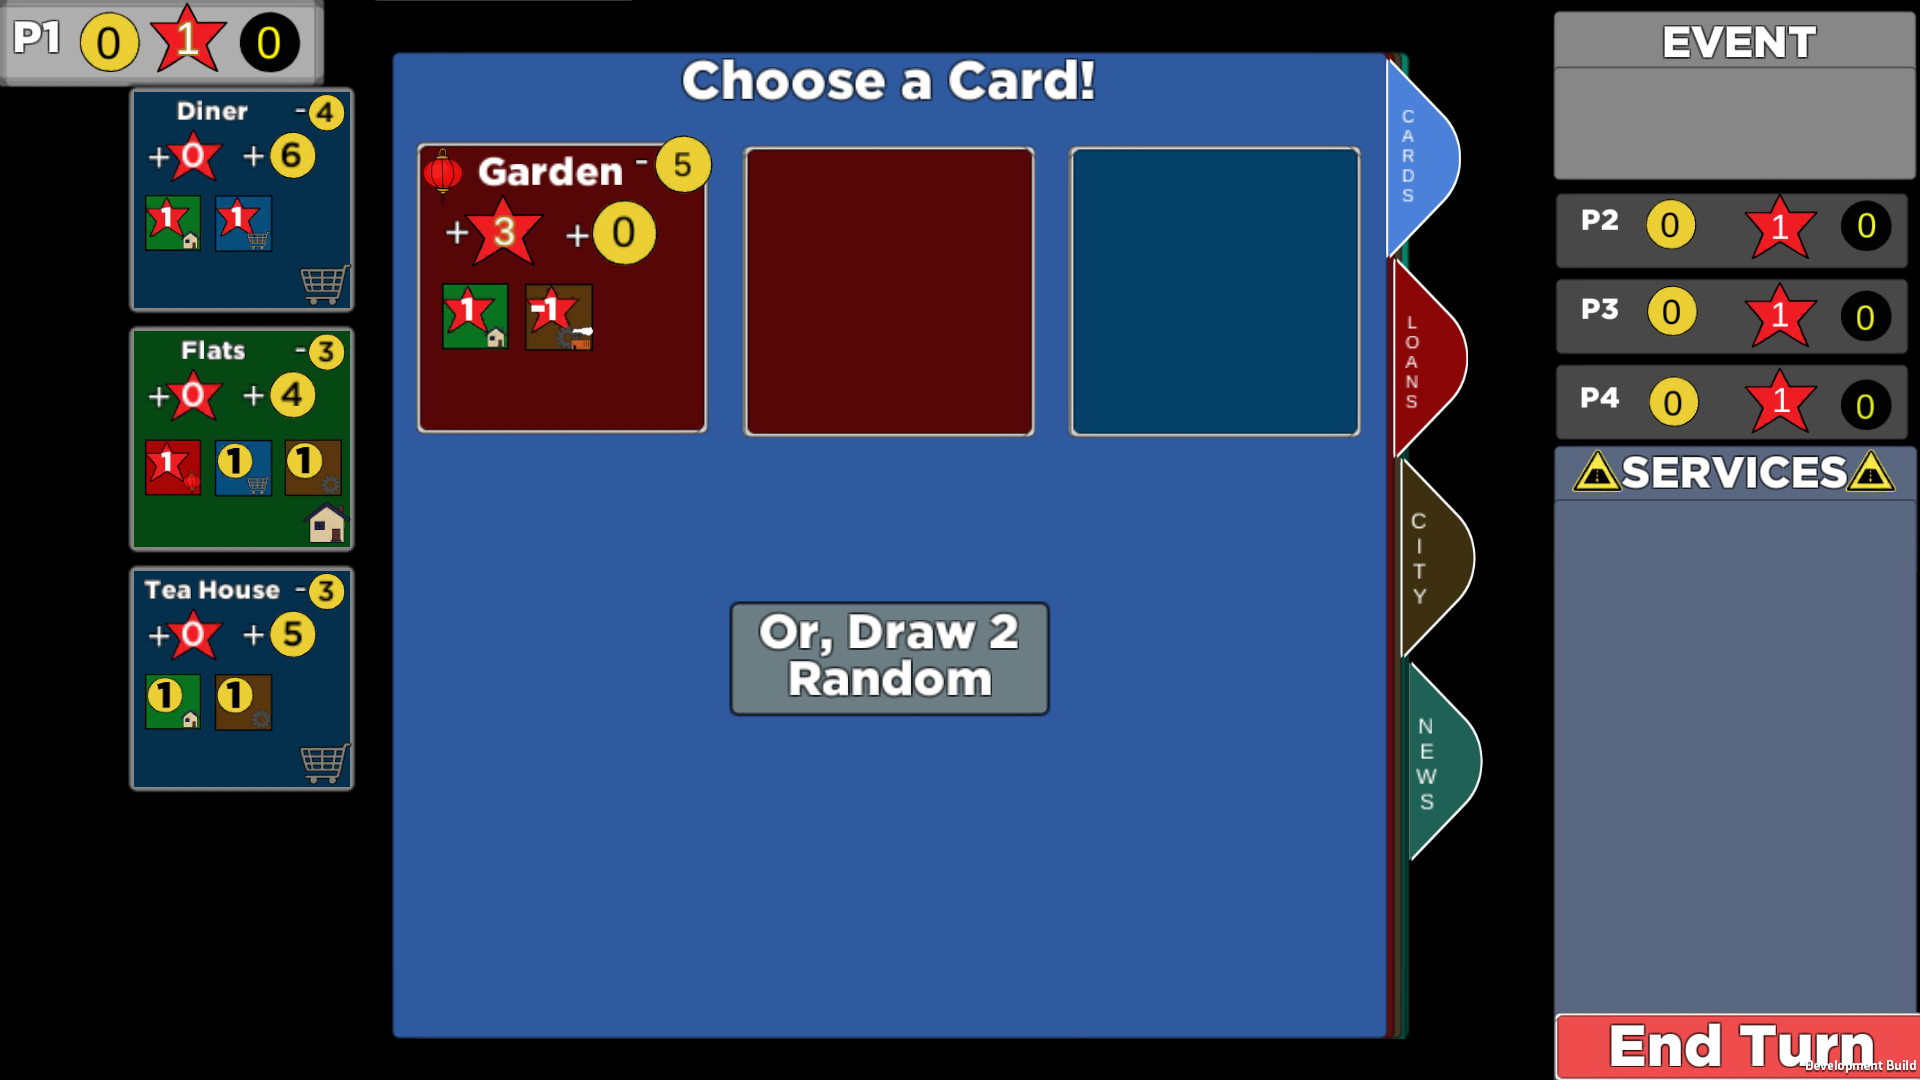 P1 0 1 0
Diner -4
+0 +6
1 1
Flats -3
+0 +4
1 1 1
Tea House -3
+0 +5
1 1
Choose a Card!
Garden -5
+3 +0
1 -1
Or, Draw 2
Random
CARDS
LOANS
CITY
NEWS
EVENT
P2 0 1 0
P3 0 1 0
P4 0 1 0
SERVICES
End Turn
Development Build